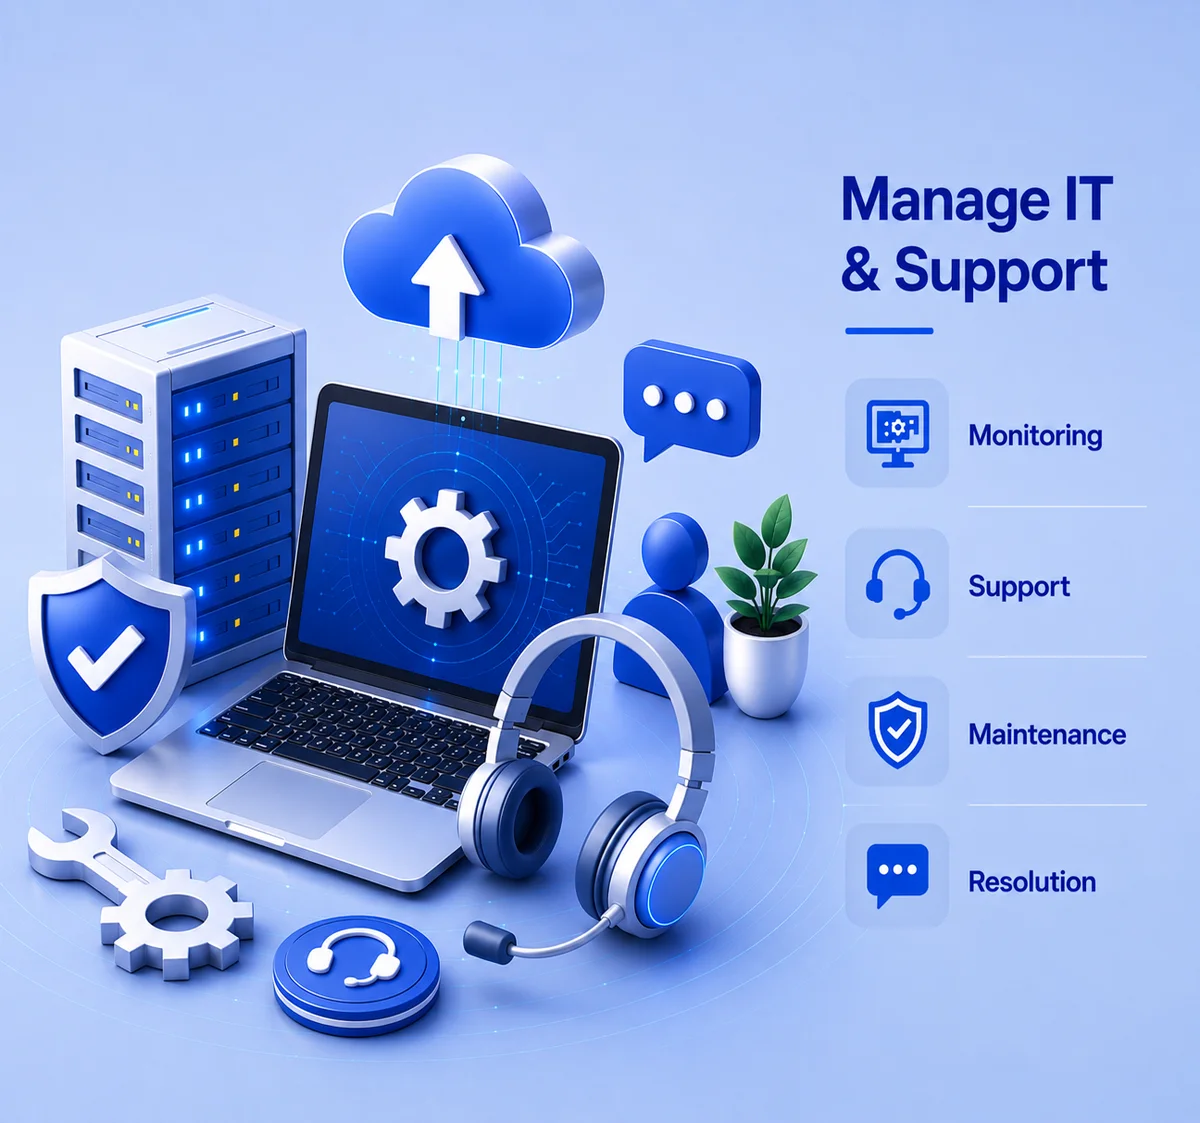 Manage IT
& Support
Monitoring
Support
Maintenance
Resolution